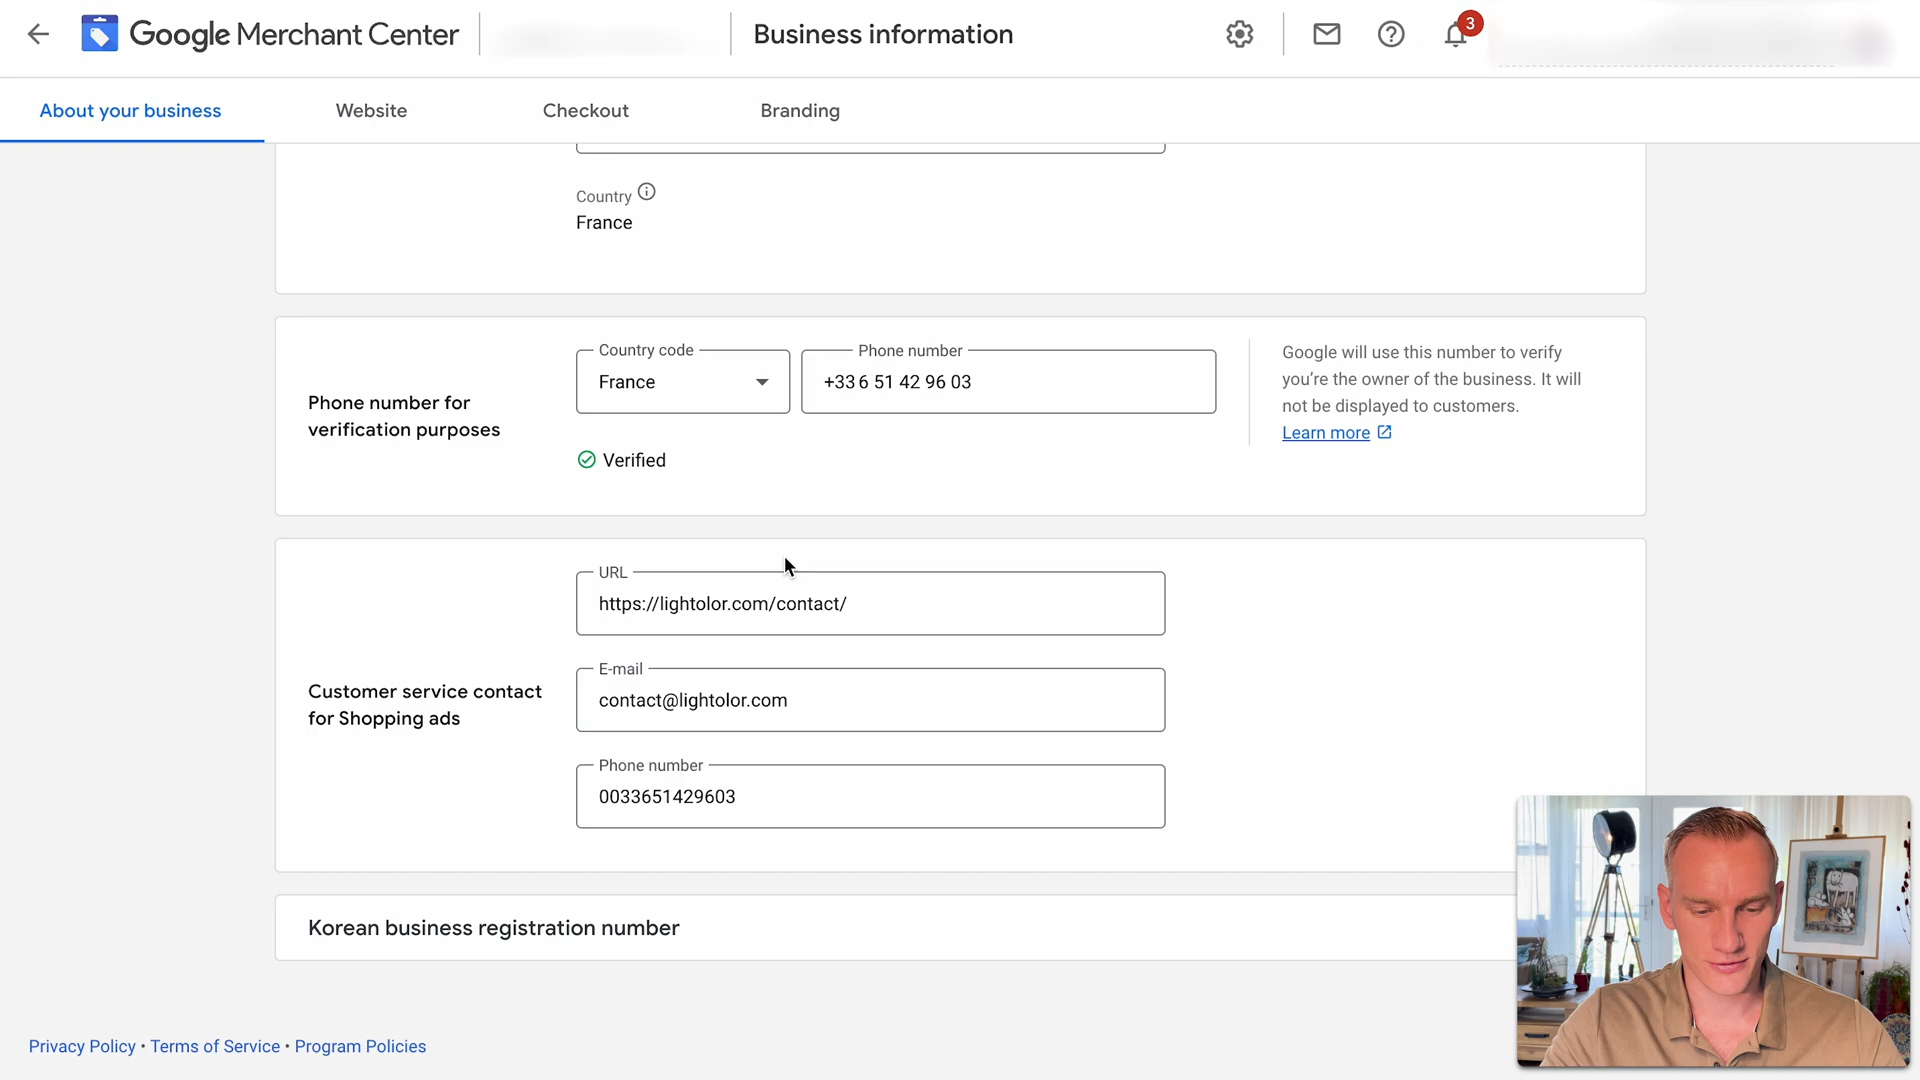 Google Merchant Center
Business information
3
About your business
Website
Checkout
Branding
Country
France
Phone number for
verification purposes
Country code
France
Phone number
+33 6 51 42 96 03
Verified
Google will use this number to verify
you're the owner of the business. It will
not be displayed to customers.
Learn more
Customer service contact
for Shopping ads
URL
https://lightolor.com/contact/
E-mail
contact@lightolor.com
Phone number
0033651429603
Korean business registration number
Privacy Policy • Terms of Service • Program Policies